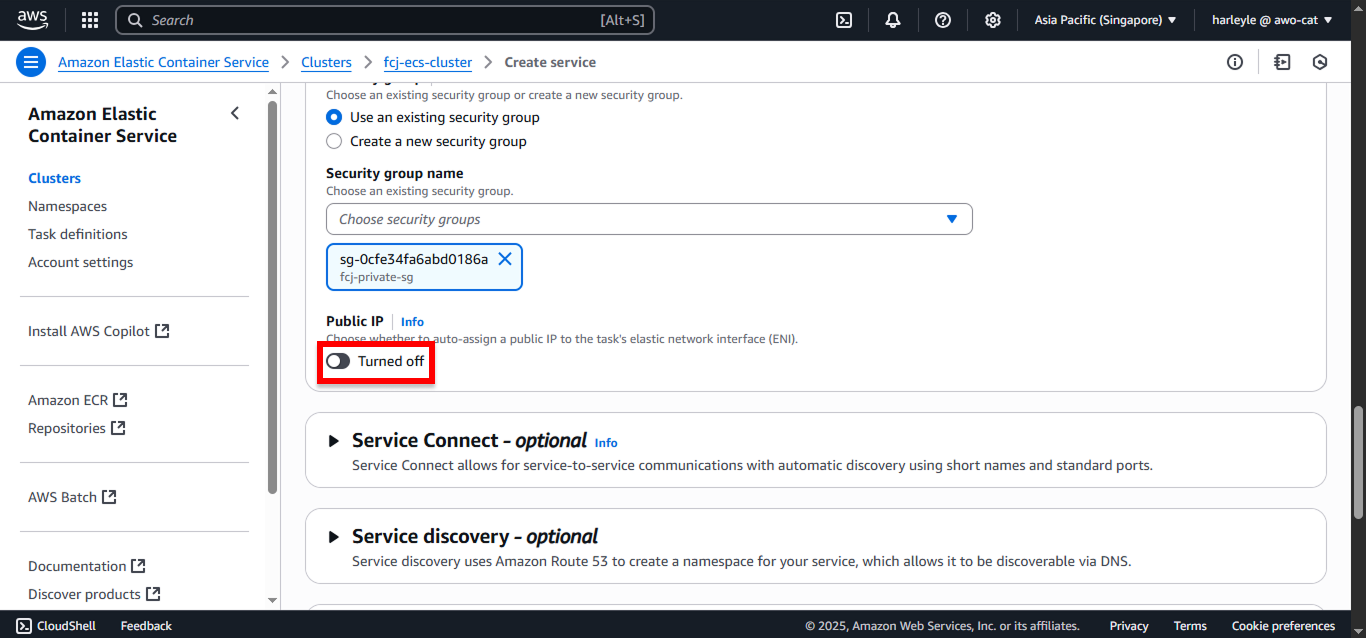 aws
Search [Alt+S]
Asia Pacific (Singapore)
harleyle @ awo-cat
Amazon Elastic Container Service
Clusters
fcj-ecs-cluster
Create service
Amazon Elastic
Container Service
Clusters
Namespaces
Task definitions
Account settings
Install AWS Copilot
Amazon ECR
Repositories
AWS Batch
Documentation
Discover products
Choose an existing security group or create a new security group.
Use an existing security group
Create a new security group
Security group name
Choose an existing security group.
Choose security groups
sg-0cfe34fa6abd0186a
fcj-private-sg
Public IP Info
Choose whether to auto-assign a public IP to the task's elastic network interface (ENI).
Turned off
Service Connect - optional Info
Service Connect allows for service-to-service communications with automatic discovery using short names and standard ports.
Service discovery - optional
Service discovery uses Amazon Route 53 to create a namespace for your service, which allows it to be discoverable via DNS.
CloudShell
Feedback
© 2025, Amazon Web Services, Inc. or its affiliates.
Privacy
Terms
Cookie preferences